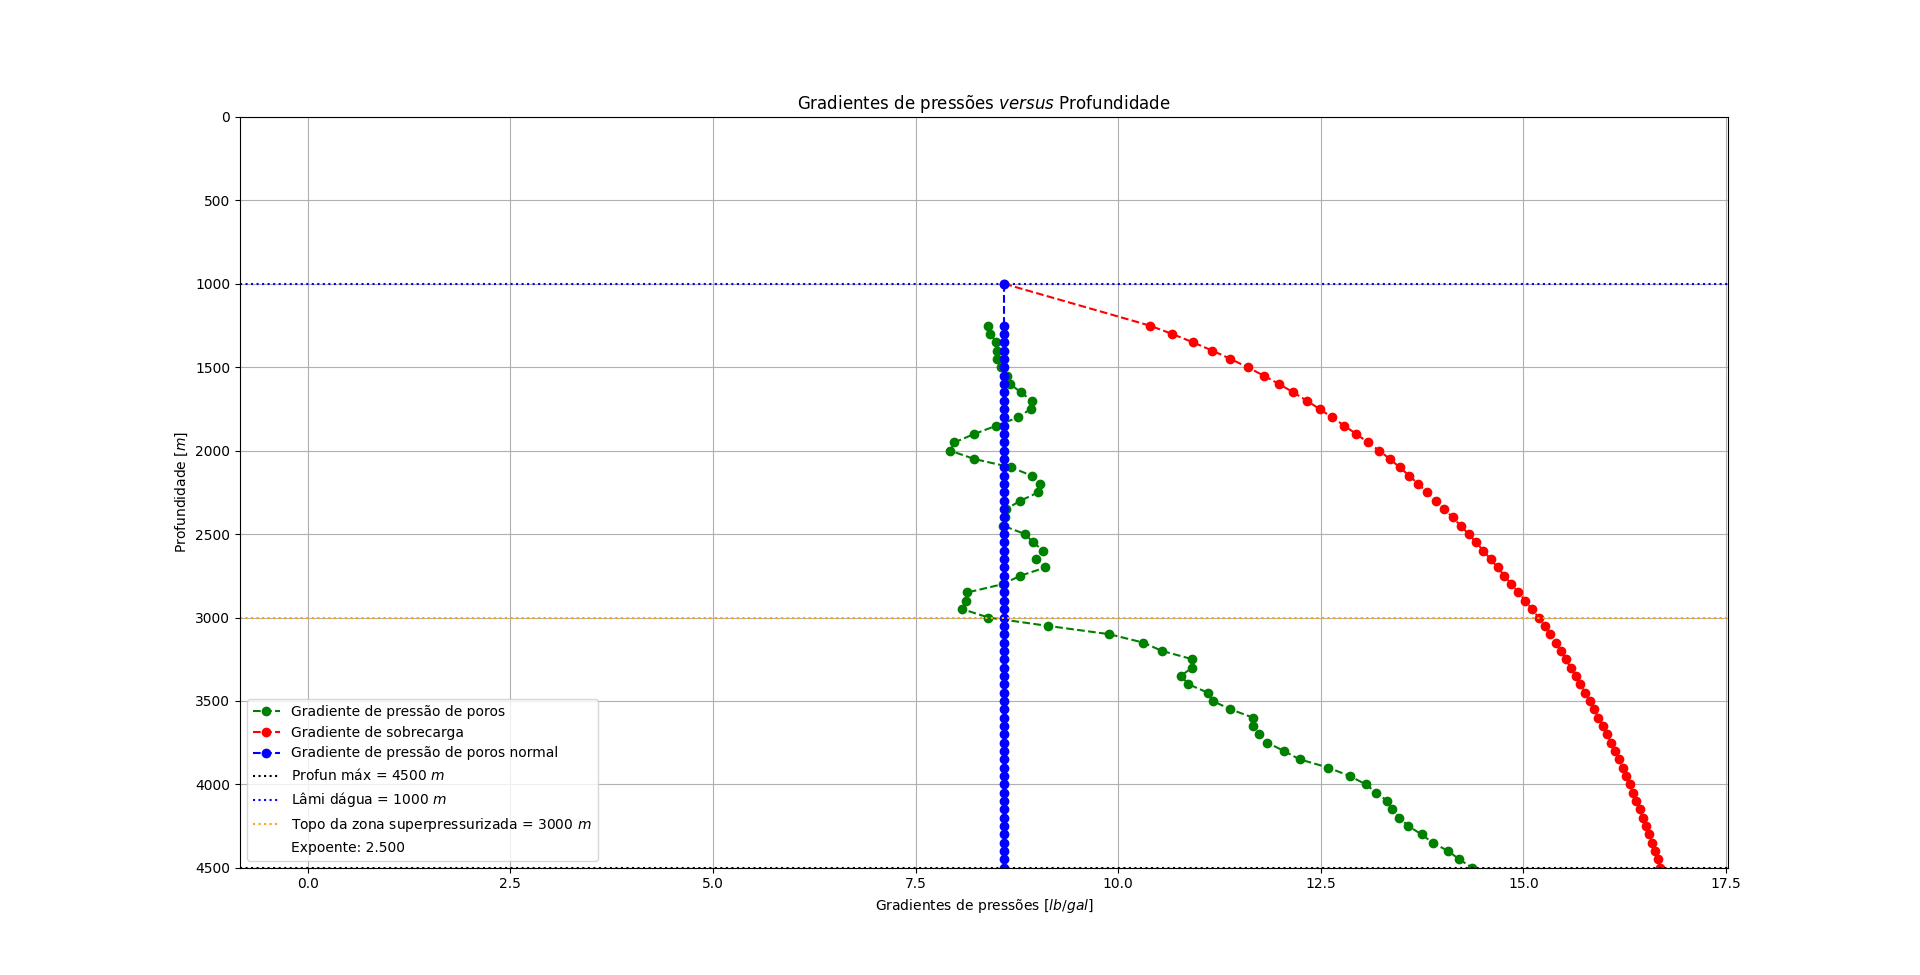 Gradientes de pressões versus Profundidade
0
500
1000
1500
2000
2500
3000
3500
4000
4500
Profundidade [m]
Gradiente de pressão de poros
Gradiente de sobrecarga
Gradiente de pressão de poros normal
Profun máx = 4500 m
Lâmi dágua = 1000 m
Topo da zona superpressurizada = 3000 m
Expoente: 2.500
0.0 2.5 5.0 7.5 10.0 12.5 15.0 17.5
Gradientes de pressões [lb/gal]